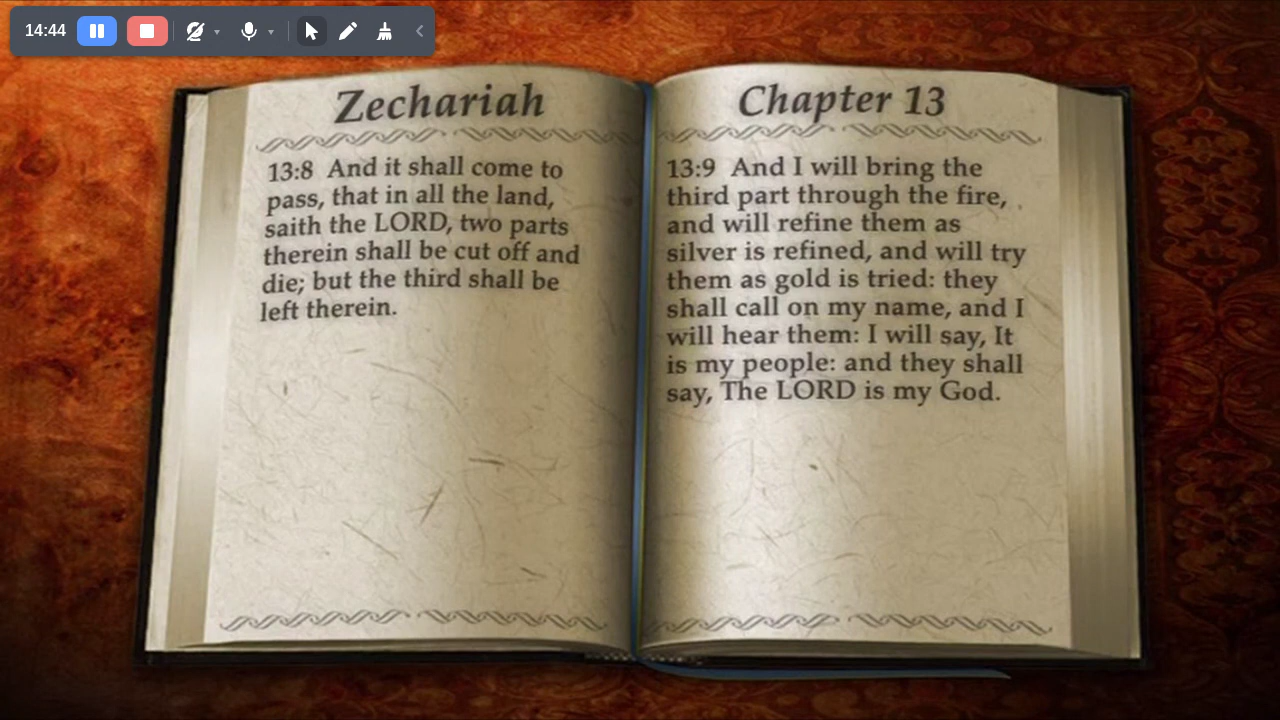 14:44
Zechariah
13:8 And it shall come to
pass, that in all the land,
saith the LORD, two parts
therein shall be cut off and
die; but the third shall be
left therein.
Chapter 13
13:9 And I will bring the
third part through the fire,
and will refine them as
silver is refined, and will try
them as gold is tried: they
shall call on my name, and I
will hear them: I will say, It
is my people: and they shall
say, The LORD is my God.